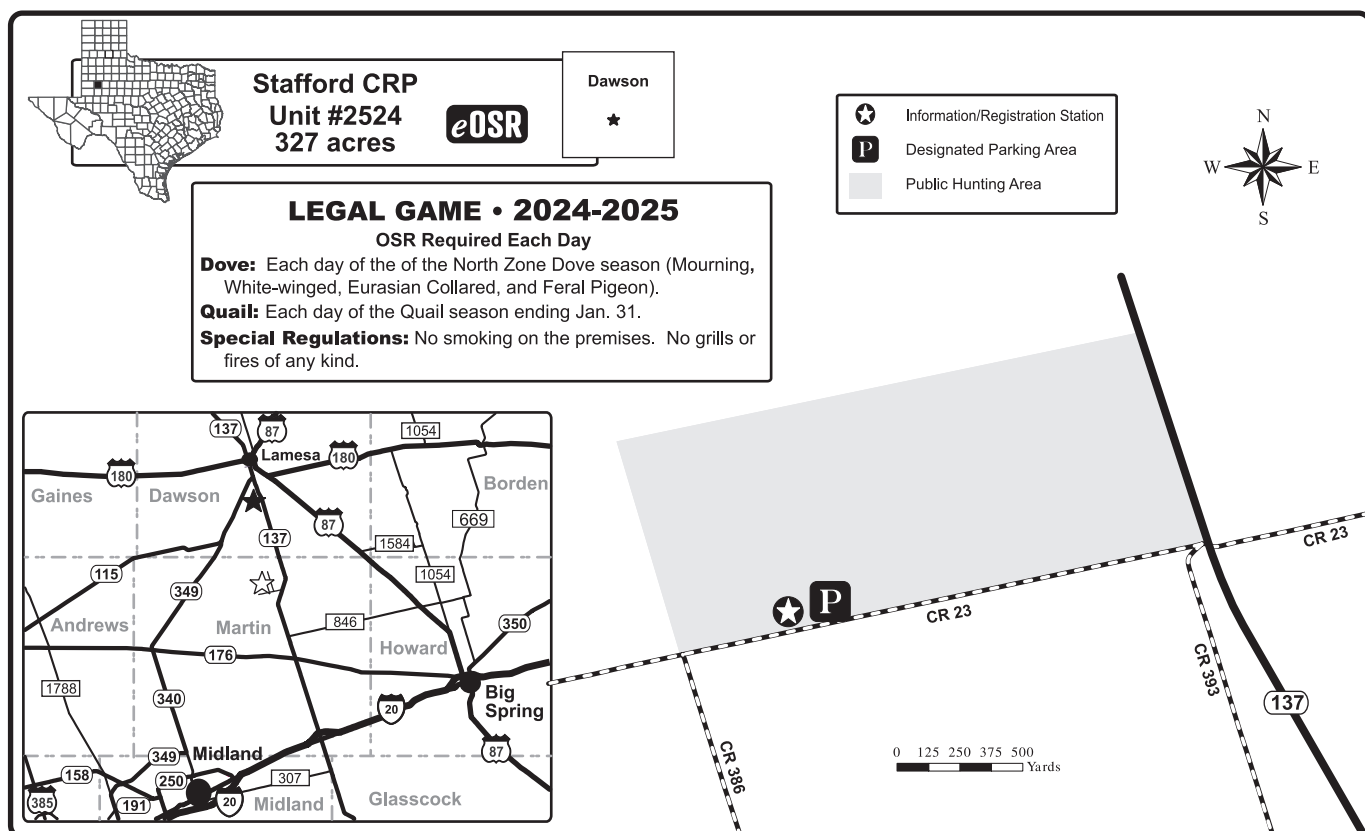 Stafford CRP
Unit #2524
327 acres
eOSR
Dawson
Information/Registration Station
P
Designated Parking Area
Public Hunting Area
N
W
E
S
LEGAL GAME • 2024-2025
OSR Required Each Day
Dove: Each day of the of the North Zone Dove season (Mourning,
White-winged, Eurasian Collared, and Feral Pigeon).
Quail: Each day of the Quail season ending Jan. 31.
Special Regulations: No smoking on the premises. No grills or
fires of any kind.
137
87
1054
Lamesa
180
180
Gaines
Dawson
Borden
87
669
137
1584
115
349
1054
Andrews
Martin
846
350
Howard
176
1788
340
Big
Spring
20
349
Midland
87
158
250
307
385
191
20
Midland
Glasscock
CR 23
P
CR 23
CR 393
137
CR 386
0 125 250 375 500
Yards